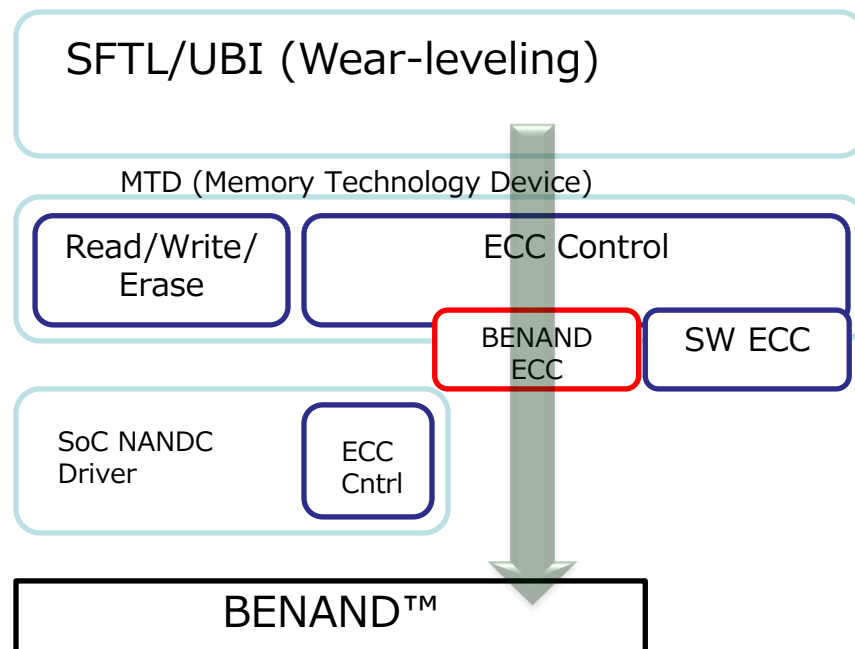 SFTL/UBI (Wear-leveling)
MTD (Memory Technology Device)
Read/Write/
Erase
ECC Control
BENAND
ECC
SW ECC
SoC NANDC
Driver
ECC
Cntrl
BENAND™